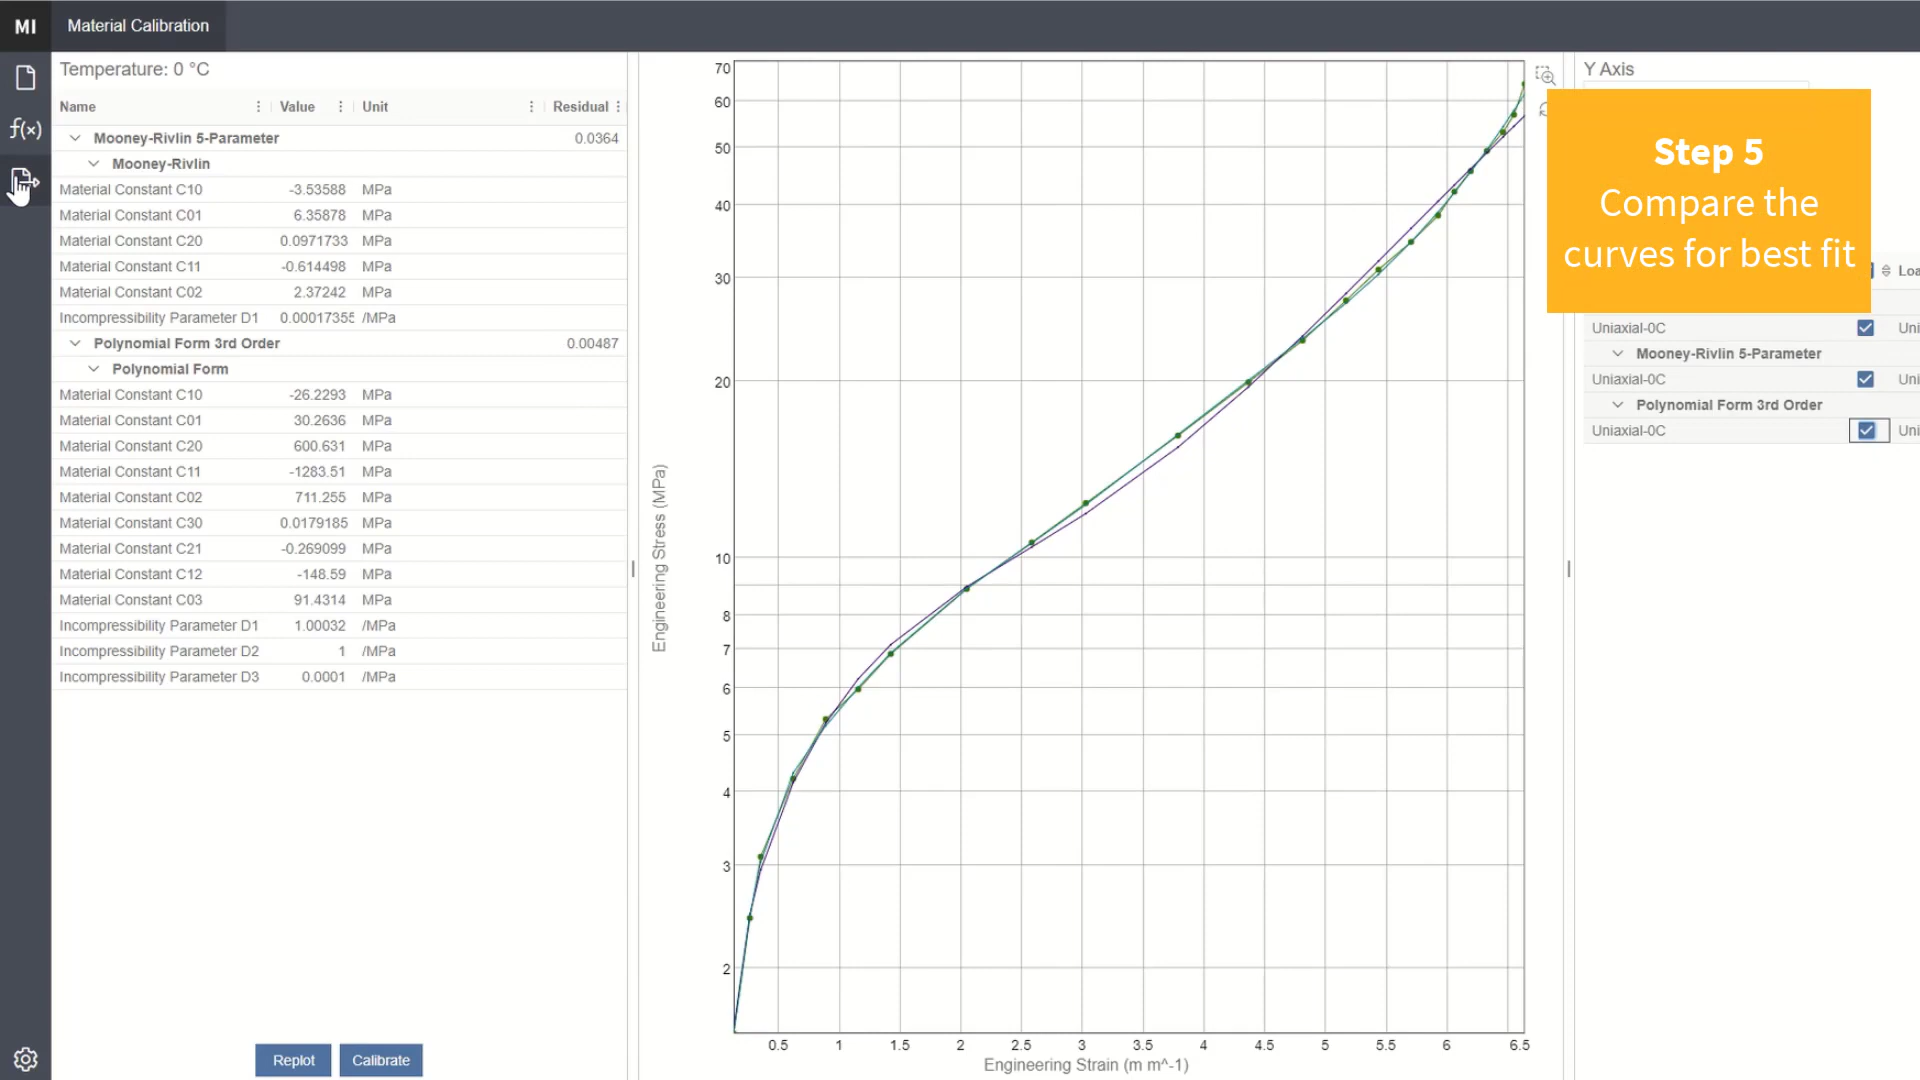 MI Material Calibration
Temperature: 0 °C
Name Value Unit Residual
Mooney-Rivlin 5-Parameter 0.0364
Mooney-Rivlin
Material Constant C10 -3.53588 MPa
Material Constant C01 6.35878 MPa
Material Constant C20 0.0971733 MPa
Material Constant C11 -0.614498 MPa
Material Constant C02 2.37242 MPa
Incompressibility Parameter D1 0.00017355 /MPa
Polynomial Form 3rd Order 0.00487
Polynomial Form
Material Constant C10 -26.2293 MPa
Material Constant C01 30.2636 MPa
Material Constant C20 600.631 MPa
Material Constant C11 -1283.51 MPa
Material Constant C02 711.255 MPa
Material Constant C30 0.0179185 MPa
Material Constant C21 -0.269099 MPa
Material Constant C12 -148.59 MPa
Material Constant C03 91.4314 MPa
Incompressibility Parameter D1 1.00032 /MPa
Incompressibility Parameter D2 1 /MPa
Incompressibility Parameter D3 0.0001 /MPa
Replot Calibrate
f(x)
Engineering Stress (MPa)
70
60
50
40
30
20
10
8
7
6
5
4
3
2
0.5 1 1.5 2 2.5 3 3.5 4 4.5 5 5.5 6 6.5
Engineering Strain (m m^-1)
Y Axis
Step 5
Compare the
curves for best fit
Loa
Uniaxial-0C Uni
Mooney-Rivlin 5-Parameter
Uniaxial-0C Uni
Polynomial Form 3rd Order
Uniaxial-0C Uni